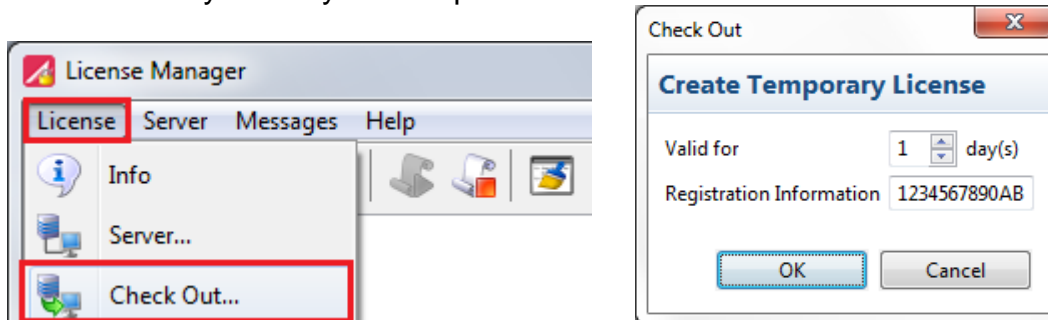 License Manager
License Server Messages Help
Info
Server...
Check Out...
Check Out
Create Temporary License
Valid for 1 day(s)
Registration Information 1234567890AB
OK Cancel